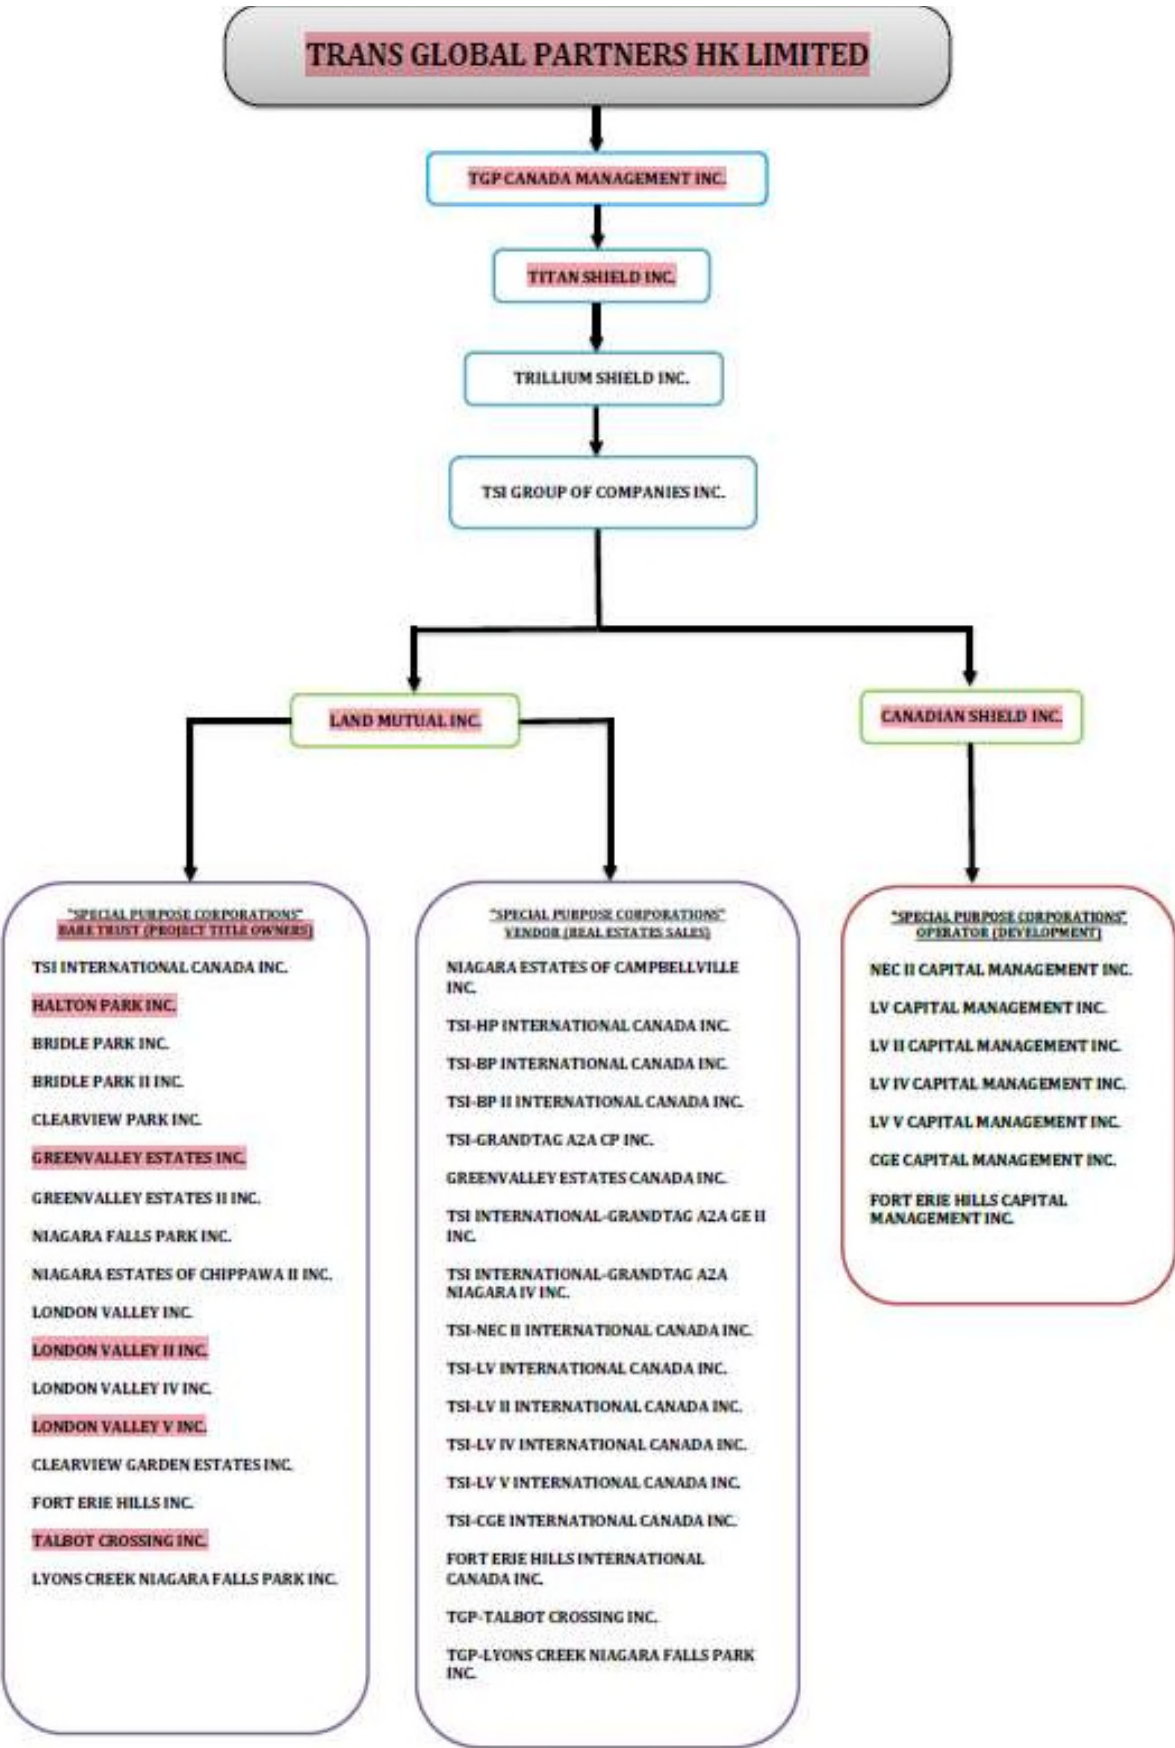 TRANS GLOBAL PARTNERS HK LIMITED
TGP CANADA MANAGEMENT INC.
TITAN SHIELD INC.
TRILLIUM SHIELD INC.
TSI GROUP OF COMPANIES INC.
LAND MUTUAL INC.
CANADIAN SHIELD INC.
"SPECIAL PURPOSE CORPORATIONS"
BARE TRUST (PROJECT TITLE OWNERS)
TSI INTERNATIONAL CANADA INC.
HALTON PARK INC.
BRIDLE PARK INC.
BRIDLE PARK II INC.
CLEARVIEW PARK INC.
GREENVALLEY ESTATES INC.
GREENVALLEY ESTATES II INC.
NIAGARA FALLS PARK INC.
NIAGARA ESTATES OF CHIPPAWA II INC.
LONDON VALLEY INC.
LONDON VALLEY II INC.
LONDON VALLEY IV INC.
LONDON VALLEY V INC.
CLEARVIEW GARDEN ESTATES INC.
FORT ERIE HILLS INC.
TALBOT CROSSING INC.
LYONS CREEK NIAGARA FALLS PARK INC.
"SPECIAL PURPOSE CORPORATIONS"
VENDOR (REAL ESTATES SALES)
NIAGARA ESTATES OF CAMPBELLVILLE
INC.
TSI-HP INTERNATIONAL CANADA INC.
TSI-BP INTERNATIONAL CANADA INC.
TSI-BP II INTERNATIONAL CANADA INC.
TSI-GRANDTAG A2A CP INC.
GREENVALLEY ESTATES CANADA INC.
TSI INTERNATIONAL-GRANDTAG A2A GE II
INC.
TSI INTERNATIONAL-GRANDTAG A2A
NIAGARA IV INC.
TSI-NEC II INTERNATIONAL CANADA INC.
TSI-LV INTERNATIONAL CANADA INC.
TSI-LV II INTERNATIONAL CANADA INC.
TSI-LV IV INTERNATIONAL CANADA INC.
TSI-LV V INTERNATIONAL CANADA INC.
TSI-CGE INTERNATIONAL CANADA INC.
FORT ERIE HILLS INTERNATIONAL
CANADA INC.
TGP-TALBOT CROSSING INC.
TGP-LYONS CREEK NIAGARA FALLS PARK
INC.
"SPECIAL PURPOSE CORPORATIONS"
OPERATOR (DEVELOPMENT)
NEC II CAPITAL MANAGEMENT INC.
LV CAPITAL MANAGEMENT INC.
LV II CAPITAL MANAGEMENT INC.
LV IV CAPITAL MANAGEMENT INC.
LV V CAPITAL MANAGEMENT INC.
CGE CAPITAL MANAGEMENT INC.
FORT ERIE HILLS CAPITAL
MANAGEMENT INC.